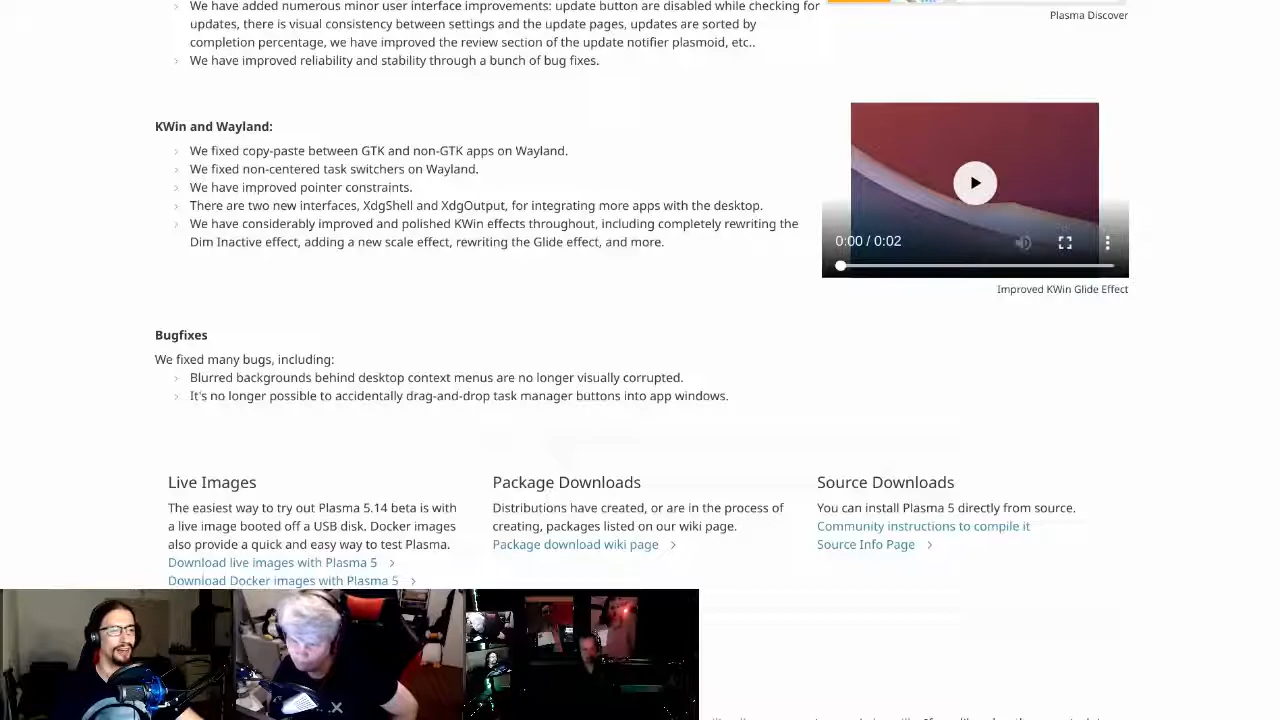 We have added numerous minor user interface improvements: update button are disabled while checking for
updates, there is visual consistency between settings and the update pages, updates are sorted by
completion percentage, we have improved the review section of the update notifier plasmoid, etc..
We have improved reliability and stability through a bunch of bug fixes.
Plasma Discover
KWin and Wayland:
We fixed copy-paste between GTK and non-GTK apps on Wayland.
We fixed non-centered task switchers on Wayland.
We have improved pointer constraints.
There are two new interfaces, XdgShell and XdgOutput, for integrating more apps with the desktop.
We have considerably improved and polished KWin effects throughout, including completely rewriting the
Dim Inactive effect, adding a new scale effect, rewriting the Glide effect, and more.
0:00 / 0:02
Improved KWin Glide Effect
Bugfixes
We fixed many bugs, including:
Blurred backgrounds behind desktop context menus are no longer visually corrupted.
It's no longer possible to accidentally drag-and-drop task manager buttons into app windows.
Live Images
The easiest way to try out Plasma 5.14 beta is with
a live image booted off a USB disk. Docker images
also provide a quick and easy way to test Plasma.
Download live images with Plasma 5
Download Docker images with Plasma 5
Package Downloads
Distributions have created, or are in the process of
creating, packages listed on our wiki page.
Package download wiki page
Source Downloads
You can install Plasma 5 directly from source.
Community instructions to compile it
Source Info Page